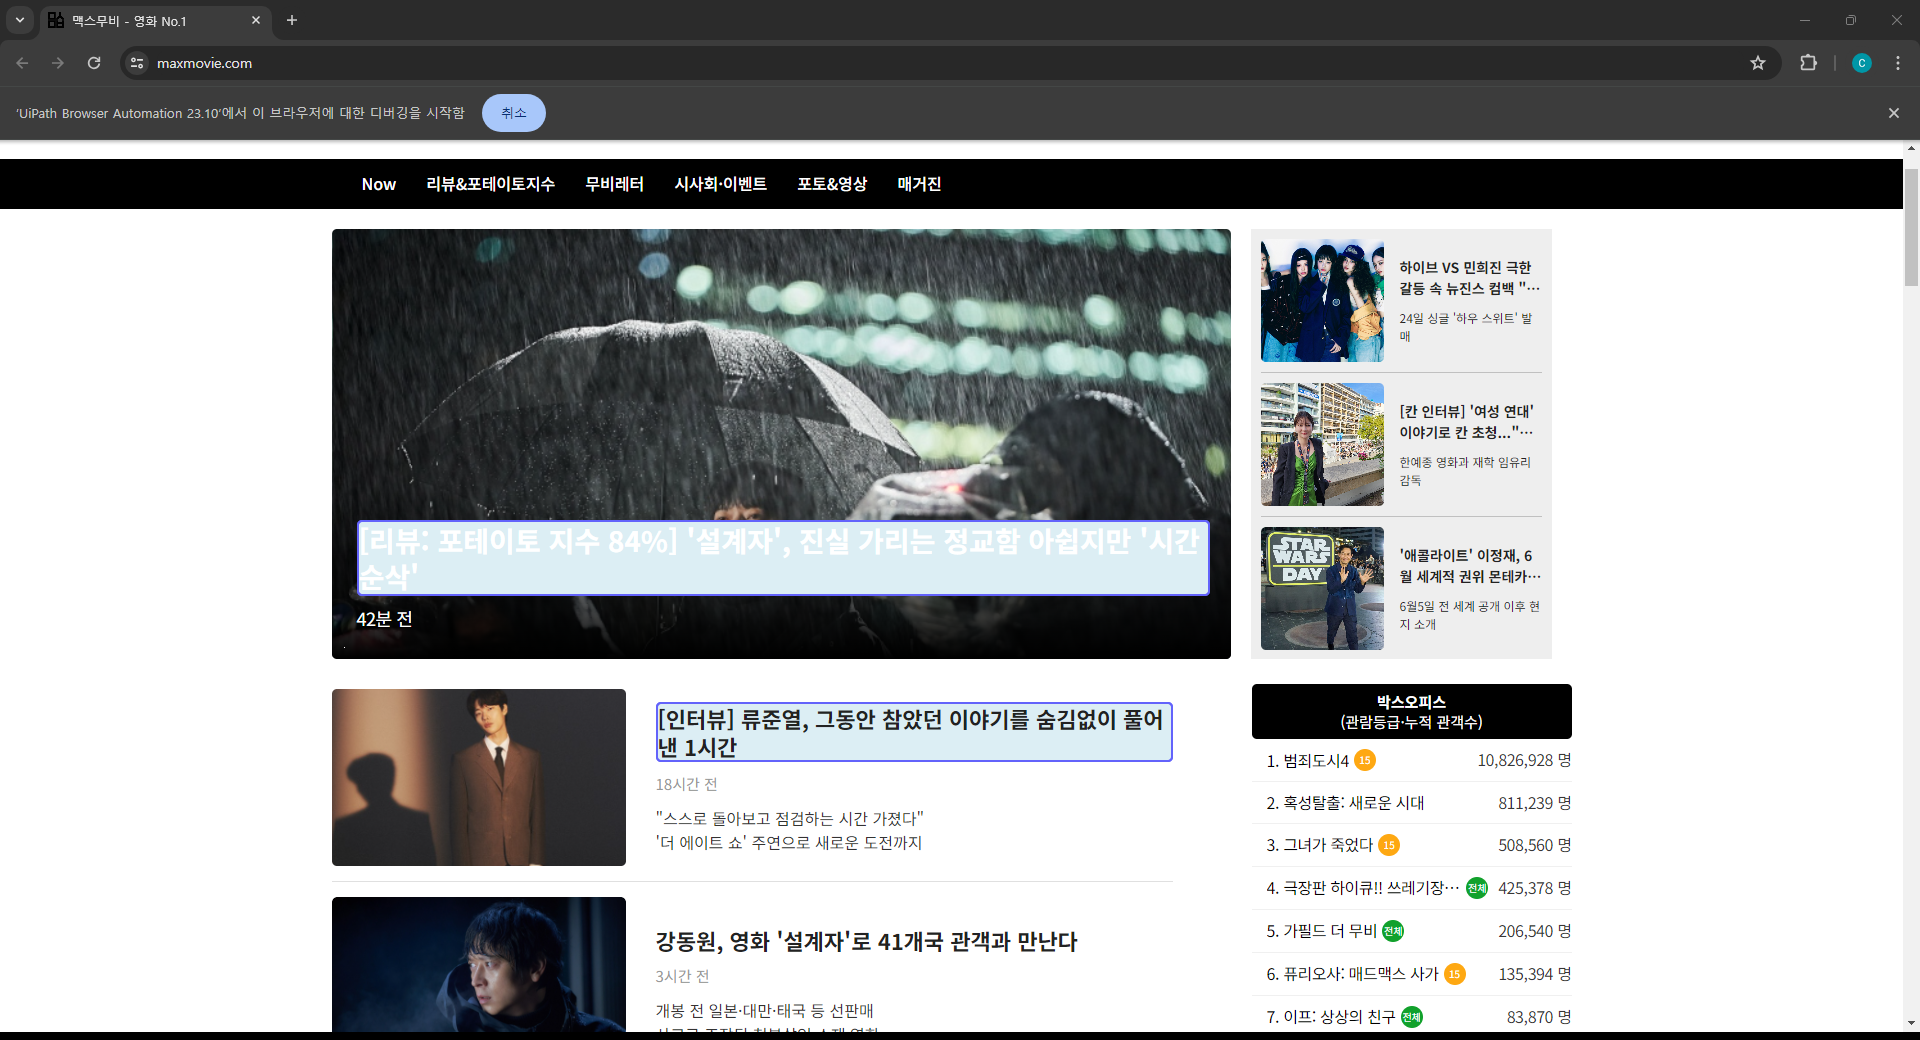 맥스무비 - 영화 No.1
maxmovie.com
C
'UiPath Browser Automation 23.10'에서 이 브라우저에 대한 디버깅을 시작함
취소
Now 리뷰&포테이토지수 무비레터 시사회·이벤트 포토&영상 매거진
[리뷰: 포테이토 지수 84%] '설계자', 진실 가리는 정교함 아쉽지만 '시간
순삭'
42분 전
하이브 VS 민희진 극한
갈등 속 뉴진스 컴백 "…
24일 싱글 '하우 스위트' 발
매
[칸 인터뷰] '여성 연대'
이야기로 칸 초청..."…
한예종 영화과 재학 임유리
감독
STAR
WARS
DAY
'애콜라이트' 이정재, 6
월 세계적 권위 몬테카…
6월5일 전 세계 공개 이후 현
지 소개
[인터뷰] 류준열, 그동안 참았던 이야기를 숨김없이 풀어
낸 1시간
18시간 전
"스스로 돌아보고 점검하는 시간 가졌다"
'더 에이트 쇼' 주연으로 새로운 도전까지
강동원, 영화 '설계자'로 41개국 관객과 만난다
3시간 전
개봉 전 일본·대만·태국 등 선판매
박스오피스
(관람등급·누적 관객수)
1. 범죄도시4 15 10,826,928 명
2. 혹성탈출: 새로운 시대 811,239 명
3. 그녀가 죽었다 15 508,560 명
4. 극장판 하이큐!! 쓰레기장… 전체 425,378 명
5. 가필드 더 무비 전체 206,540 명
6. 퓨리오사: 매드맥스 사가 15 135,394 명
7. 이프: 상상의 친구 전체 83,870 명